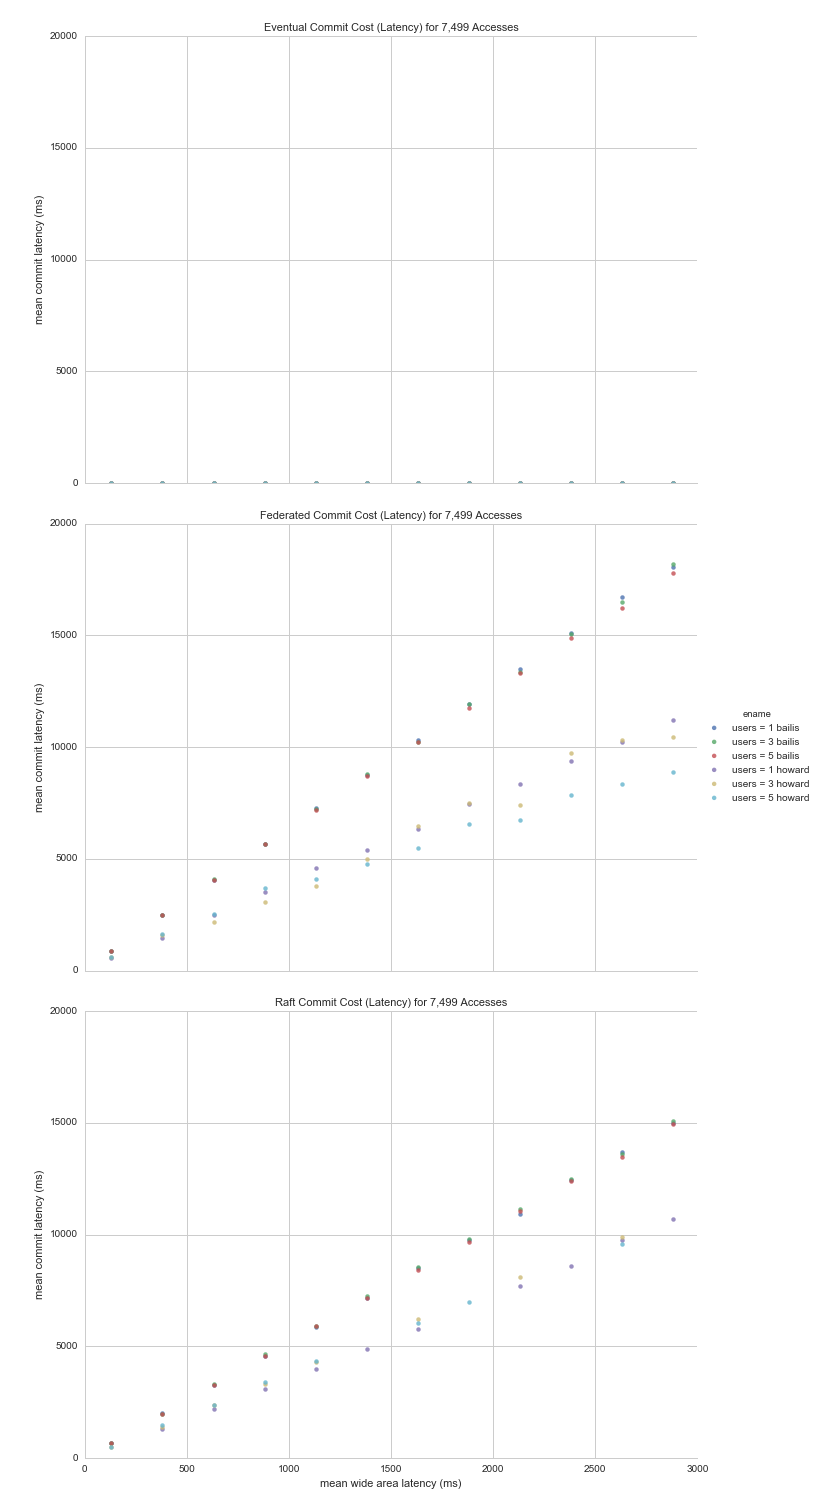 Eventual Commit Cost (Latency) for 7,499 Accesses
20000
15000
10000
5000
0
mean commit latency (ms)
Federated Commit Cost (Latency) for 7,499 Accesses
20000
15000
10000
5000
0
mean commit latency (ms)
ename
users = 1 bailis
users = 3 bailis
users = 5 bailis
users = 1 howard
users = 3 howard
users = 5 howard
Raft Commit Cost (Latency) for 7,499 Accesses
20000
15000
10000
5000
0
mean commit latency (ms)
0 500 1000 1500 2000 2500 3000
mean wide area latency (ms)